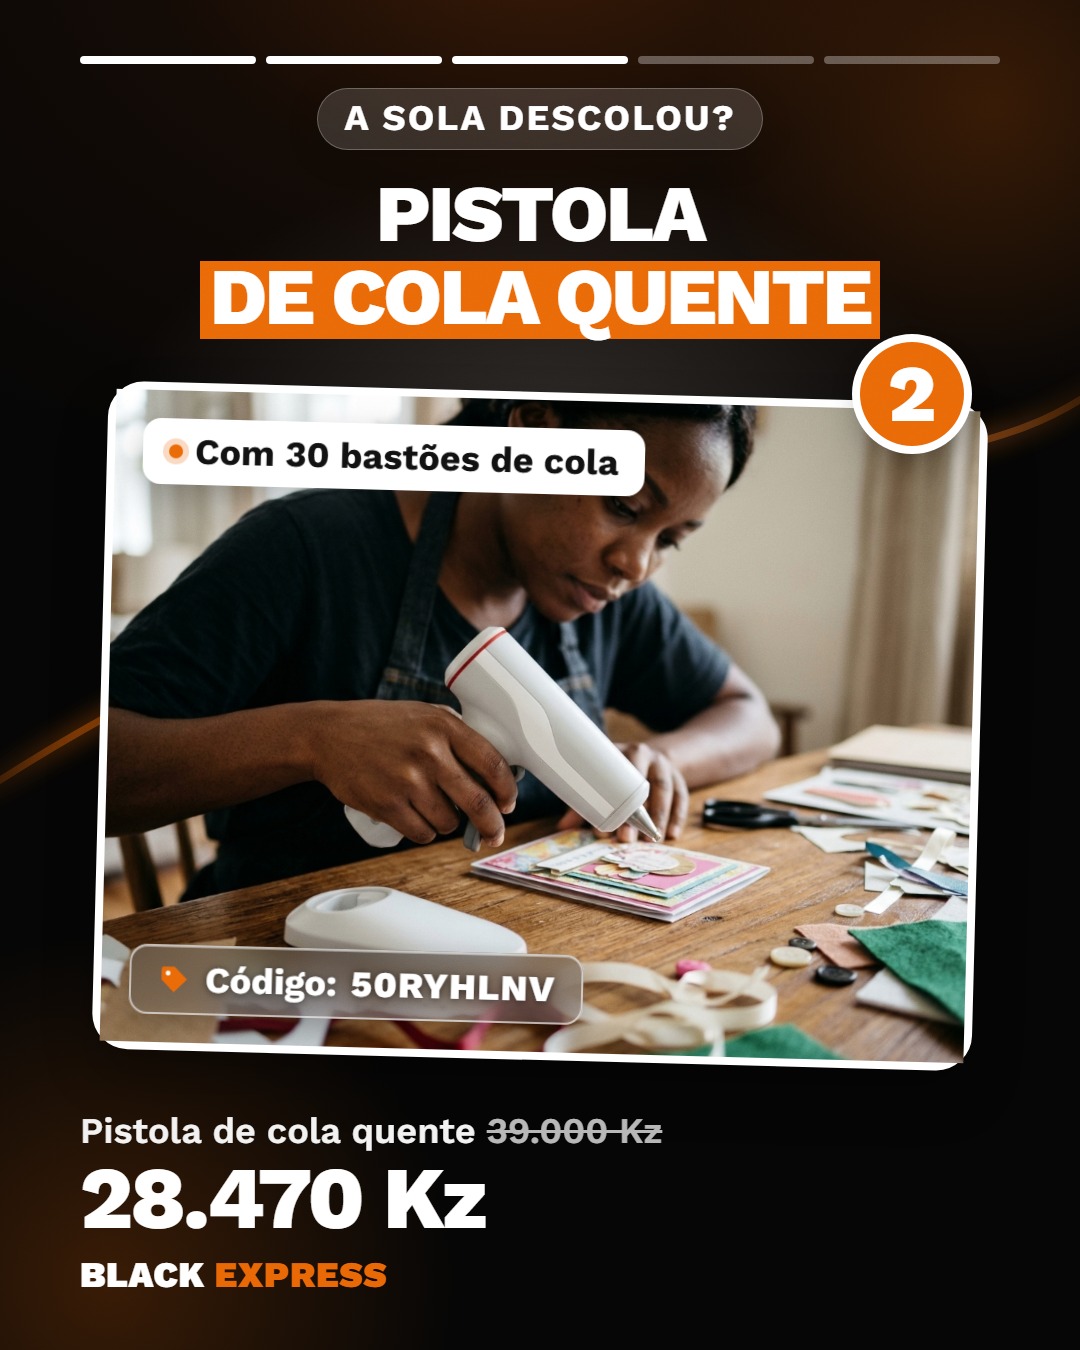 A SOLA DESCOLOU?
PISTOLA
DE COLA QUENTE
2
Com 30 bastões de cola
Código: 50RYHLNV
Pistola de cola quente 39.000 Kz
28.470 Kz
BLACK EXPRESS